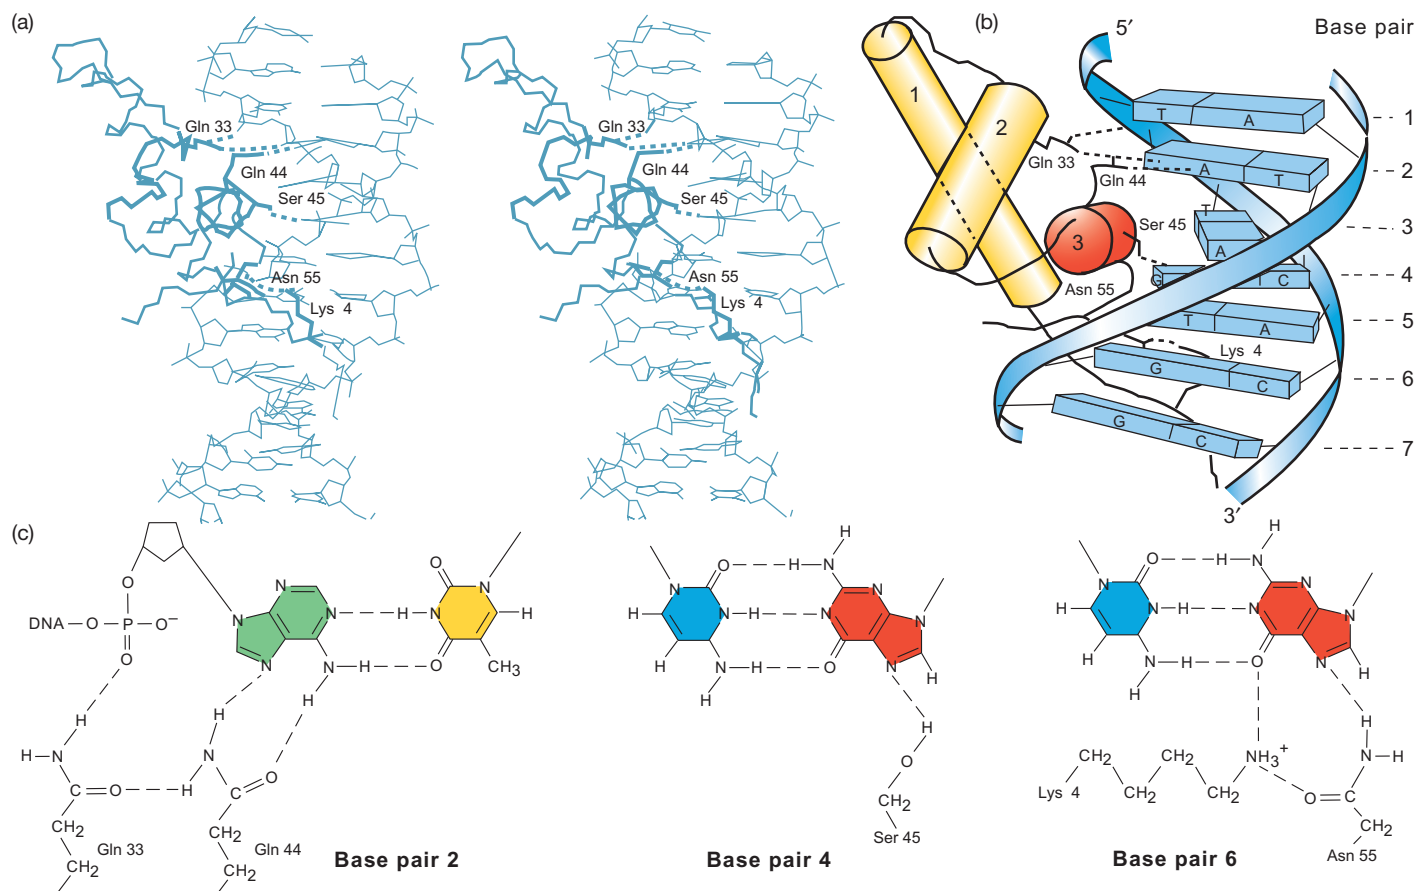 (a)
Gln 33
Gln 44
Ser 45
Asn 55
Lys 4
Gln 33
Gln 44
Ser 45
Asn 55
Lys 4
(b)
5′
Base pair
1
2
3
Gln 33
Gln 44
Ser 45
Asn 55
Lys 4
T A
A T
T
A
G C
T A
G C
G C
1
2
3
4
5
6
7
3′
(c)
O N H
N
N H N H
N
N O
O CH3
DNA O P O−
O
N H
H
H H
H N N
H O
C O H C
CH2 CH2
Gln 33 Gln 44
Base pair 2
H
O H N
N N
H N H N N
H O N H
N H
H
H
O
CH2
Ser 45
Base pair 4
H
O H N
N N
H N H N N
H N H O N H
H
H
CH2 CH2 NH3+ N H
Lys 4 CH2 CH2 O C
CH2
Asn 55
Base pair 6